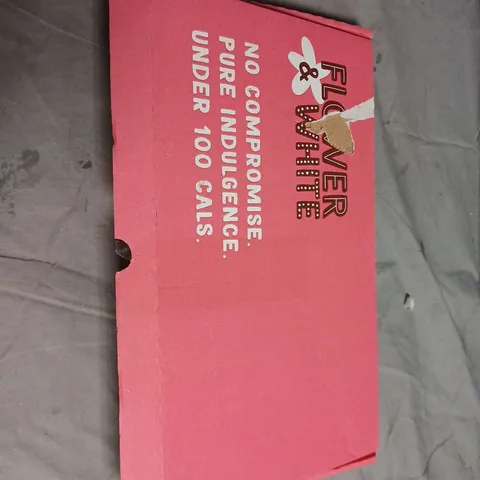 FLOWER
& WHITE
NO COMPROMISE.
PURE INDULGENCE.
UNDER 100 CALS.